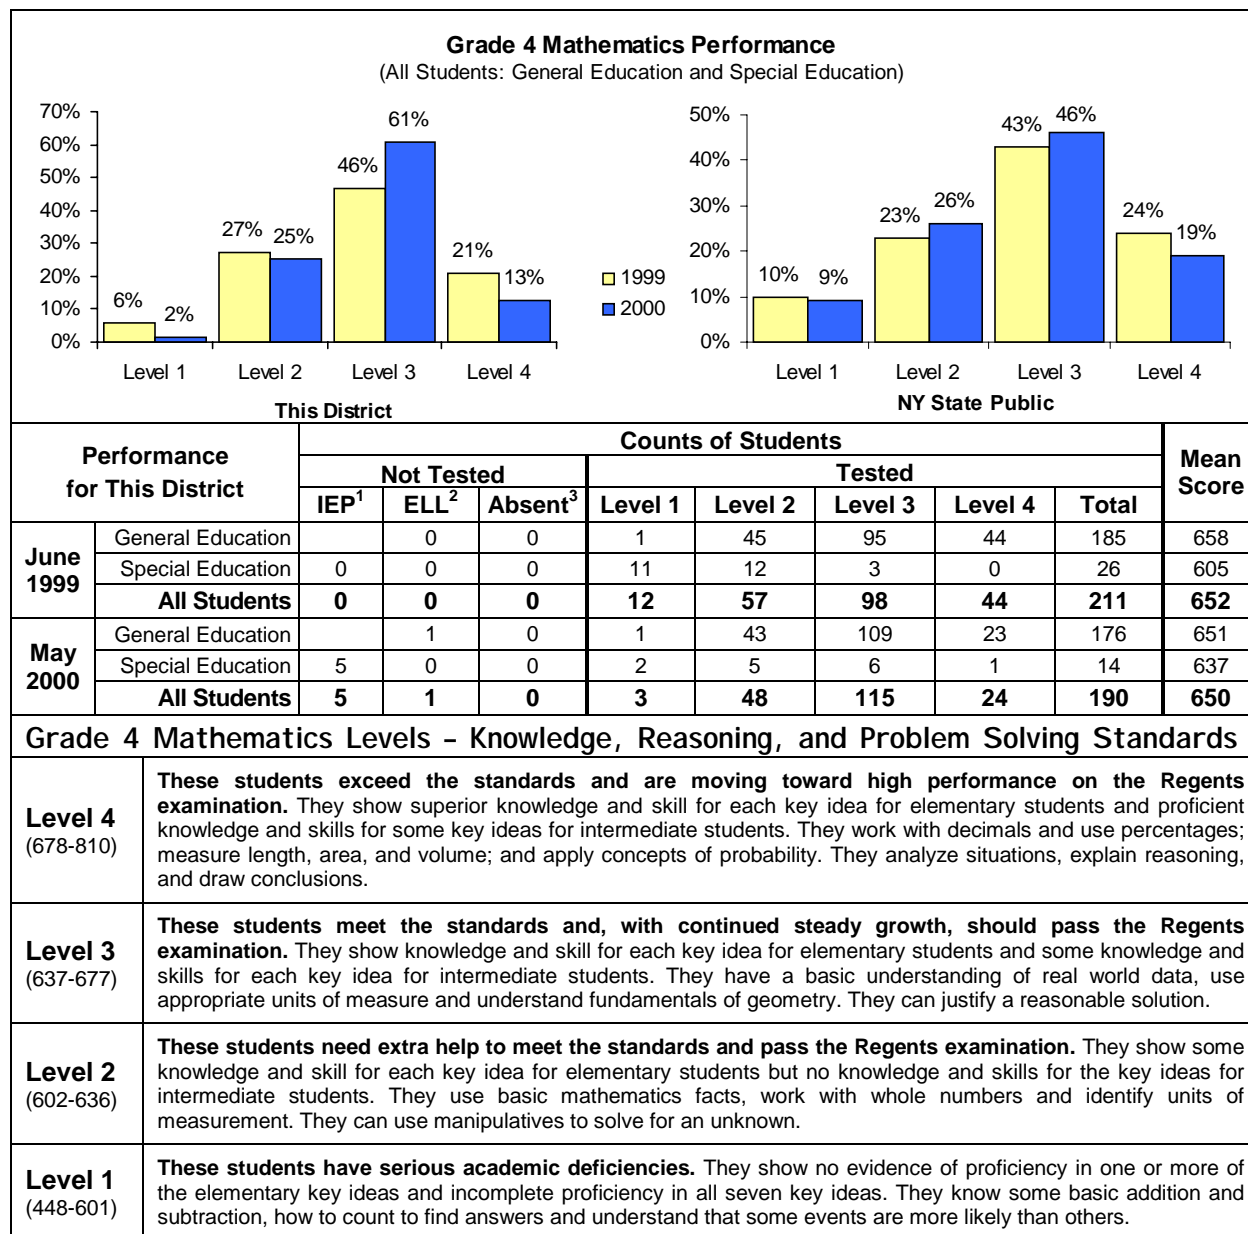 Grade 4 Mathematics Performance
(All Students: General Education and Special Education)
70%
60%
50%
40%
30%
20%
10%
0%
6%
2%
27%
25%
46%
61%
21%
13%
Level 1
Level 2
Level 3
Level 4
This District
1999
2000
50%
40%
30%
20%
10%
0%
10%
9%
23%
26%
43%
46%
24%
19%
Level 1
Level 2
Level 3
Level 4
NY State Public
Performance
for This District
Counts of Students
Mean
Score
Not Tested
Tested
IEP1 ELL2 Absent3 Level 1 Level 2 Level 3 Level 4 Total
June
1999
General Education 0 0 1 45 95 44 185 658
Special Education 0 0 0 11 12 3 0 26 605
All Students 0 0 0 12 57 98 44 211 652
May
2000
General Education 1 0 1 43 109 23 176 651
Special Education 5 0 0 2 5 6 1 14 637
All Students 5 1 0 3 48 115 24 190 650
Grade 4 Mathematics Levels – Knowledge, Reasoning, and Problem Solving Standards
Level 4
(678-810)
These students exceed the standards and are moving toward high performance on the Regents
examination. They show superior knowledge and skill for each key idea for elementary students and proficient
knowledge and skills for some key ideas for intermediate students. They work with decimals and use percentages;
measure length, area, and volume; and apply concepts of probability. They analyze situations, explain reasoning,
and draw conclusions.
Level 3
(637-677)
These students meet the standards and, with continued steady growth, should pass the Regents
examination. They show knowledge and skill for each key idea for elementary students and some knowledge and
skills for each key idea for intermediate students. They have a basic understanding of real world data, use
appropriate units of measure and understand fundamentals of geometry. They can justify a reasonable solution.
Level 2
(602-636)
These students need extra help to meet the standards and pass the Regents examination. They show some
knowledge and skill for each key idea for elementary students but no knowledge and skills for the key ideas for
intermediate students. They use basic mathematics facts, work with whole numbers and identify units of
measurement. They can use manipulatives to solve for an unknown.
Level 1
(448-601)
These students have serious academic deficiencies. They show no evidence of proficiency in one or more of
the elementary key ideas and incomplete proficiency in all seven key ideas. They know some basic addition and
subtraction, how to count to find answers and understand that some events are more likely than others.